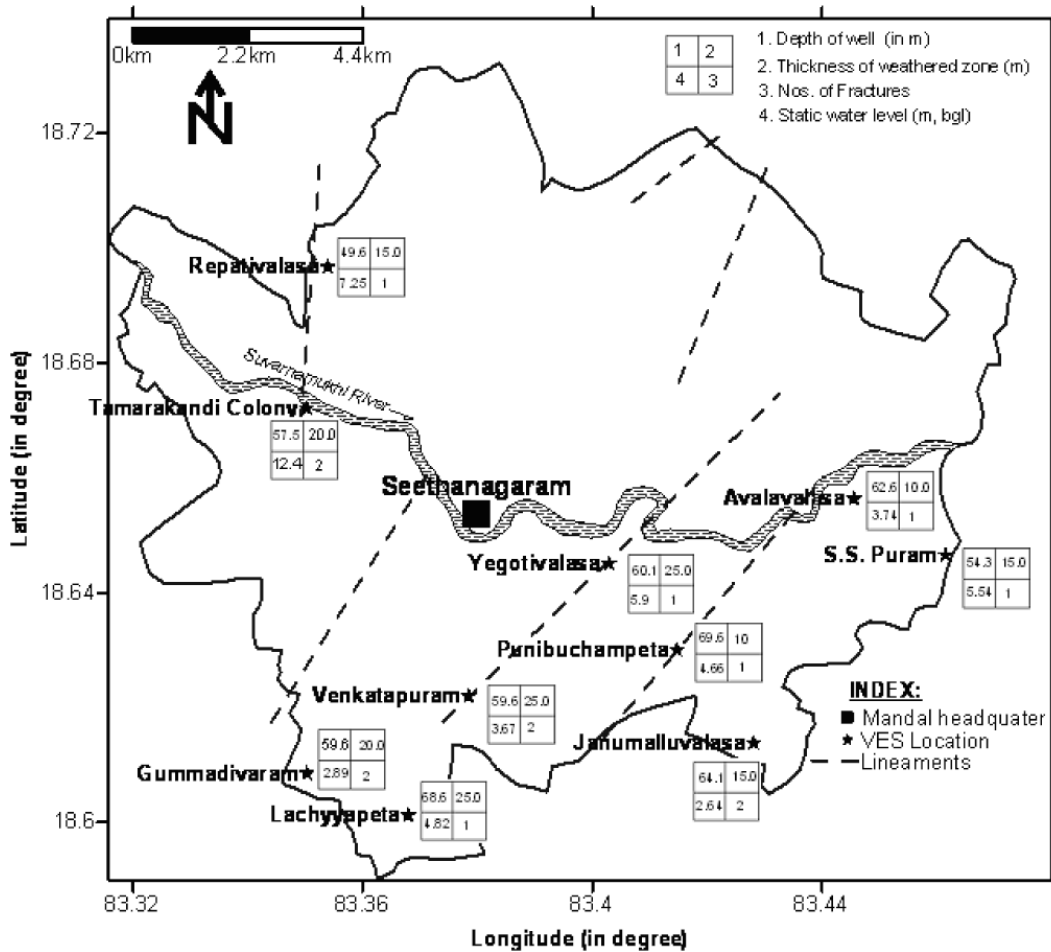 0km 2.2km 4.4km
N
1 2
4 3
1. Depth of well (in m)
2. Thickness of weathered zone (m)
3. Nos. of Fractures
4. Static water level (m, bgl)
18.72
18.68
18.64
18.6
Latitude (in degree)
Repativalasa
49.6 15.0
7.25 1
Suvarnamukhi River
Tamarakandi Colony
57.5 20.0
12.4 2
Seethanagaram
Avalavalasa
62.6 10.0
3.74 1
Yegotivalasa
60.1 25.0
5.9 1
S.S. Puram
54.3 15.0
5.54 1
Punibuchampeta
69.6 10
4.66 1
Venkatapuram
59.6 25.0
3.67 2
Janumalluvalasa
64.1 15.0
2.64 2
Gummadivaram
59.6 20.0
2.89 2
Lachyyapeta
68.6 25.0
4.82 1
INDEX:
Mandal headquater
VES Location
Lineaments
83.32 83.36 83.4 83.44
Longitude (in degree)